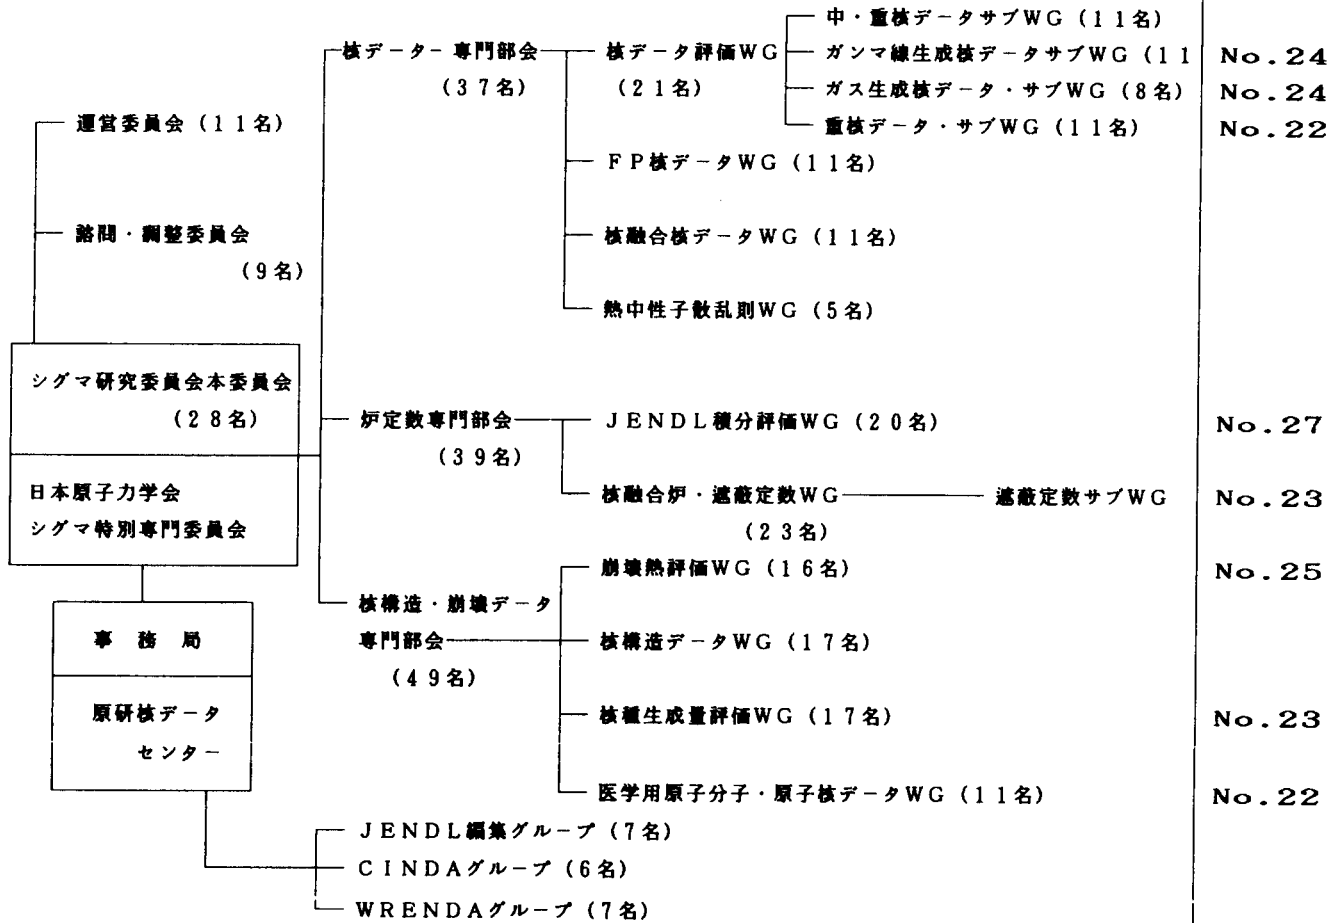 中・重核データサブWG (11名)
核データー専門部会
核データ評価WG
ガンマ線生成核データサブWG (11
No.24
(37名)
(21名)
ガス生成核データ・サブWG (8名)
No.24
運営委員会 (11名)
重核データ・サブWG (11名)
No.22
FP核データWG (11名)
諮問・調整委員会
(9名)
核融合核データWG (11名)
熱中性子散乱則WG (5名)
シグマ研究委員会本委員会
(28名)
炉定数専門部会
(39名)
JENDL積分評価WG (20名)
No.27
日本原子力学会
シグマ特別専門委員会
核融合炉・遮蔽定数WG
(23名)
遮蔽定数サブWG
No.23
崩壊熱評価WG (16名)
No.25
核構造・崩壊データ
専門部会
(49名)
核構造データWG (17名)
事務局
原研核データ
センター
核種生成量評価WG (17名)
No.23
医学用原子分子・原子核データWG (11名)
No.22
JENDL編集グループ (7名)
CINDAグループ (6名)
WRENDAグループ (7名)